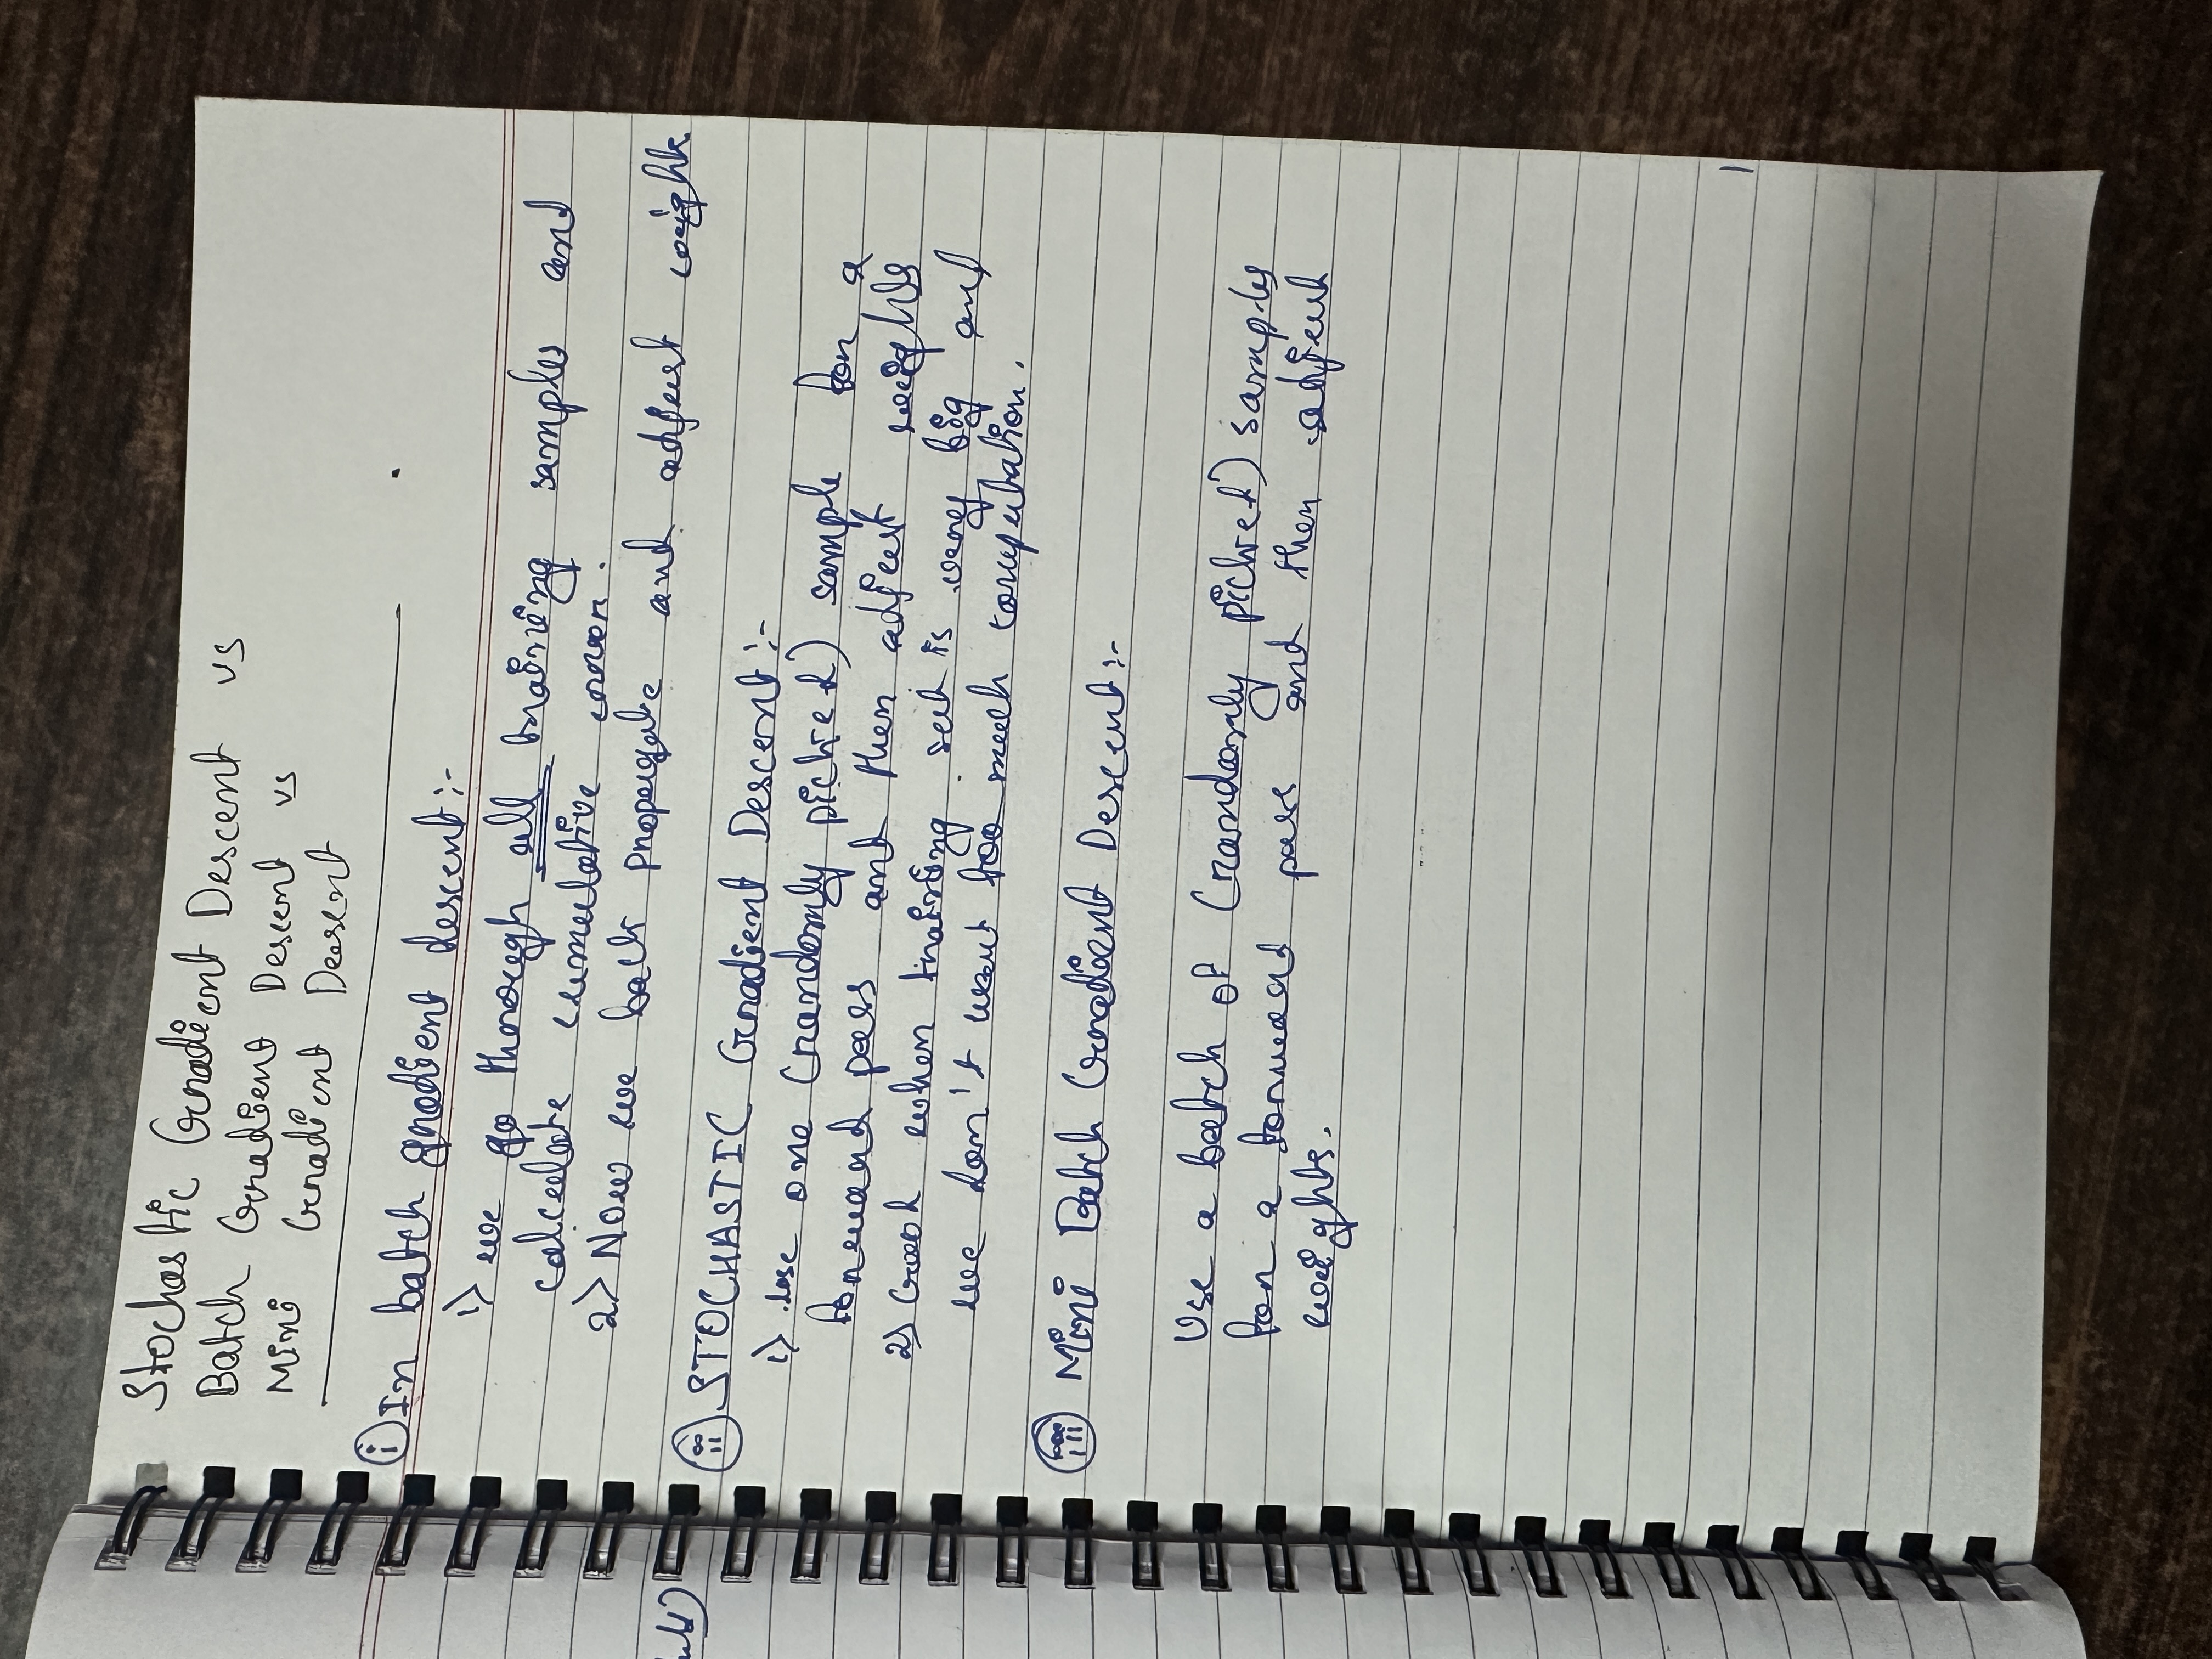 Stochastic Gradient Descent vs
Batch Gradient Descent vs
Mini Gradient Descent
i In batch gradient descent :-
1> we go thorough all training samples and
calculate cumulative error.
2> Now we back propagate and adjust weights
ii STOCHASTIC Gradient Descent :-
1> use one (randomly picked) sample for a
forward pass and then adjust weights
2> Good when training set is very big and
we don't want too much computation.
iii Mini Batch Gradient Descent :-
Use a batch of (randomly picked) samples
for a forward pass and then adjust
weights.